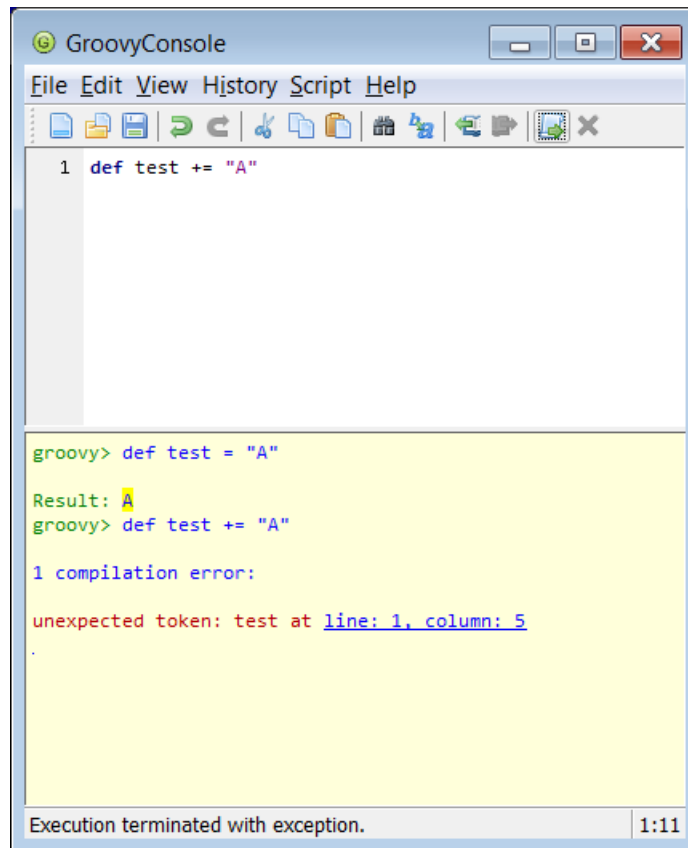 GroovyConsole
File Edit View History Script Help
1 def test += "A"
groovy> def test = "A"
Result: A
groovy> def test += "A"
1 compilation error:
unexpected token: test at line: 1, column: 5
.
Execution terminated with exception. 1:11